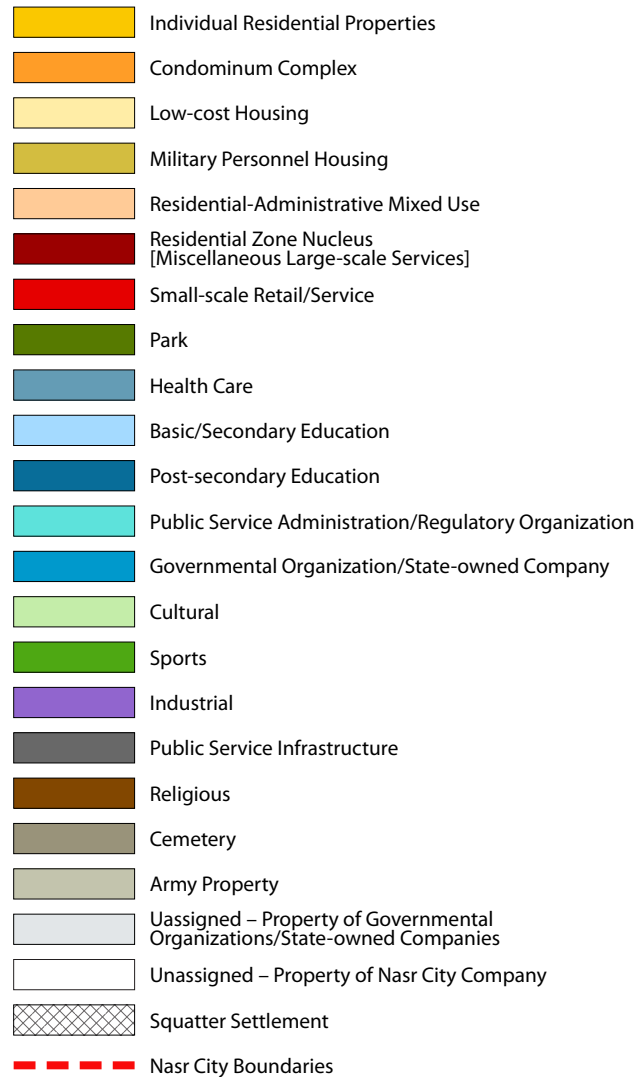 Individual Residential Properties
Condominum Complex
Low-cost Housing
Military Personnel Housing
Residential-Administrative Mixed Use
Residential Zone Nucleus
[Miscellaneous Large-scale Services]
Small-scale Retail/Service
Park
Health Care
Basic/Secondary Education
Post-secondary Education
Public Service Administration/Regulatory Organization
Governmental Organization/State-owned Company
Cultural
Sports
Industrial
Public Service Infrastructure
Religious
Cemetery
Army Property
Uassigned – Property of Governmental
Organizations/State-owned Companies
Unassigned – Property of Nasr City Company
Squatter Settlement
Nasr City Boundaries